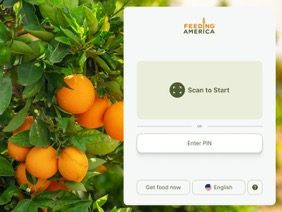 FEEDING
AMERICA
Scan to Start
or
Enter PIN
Get food now
English
?